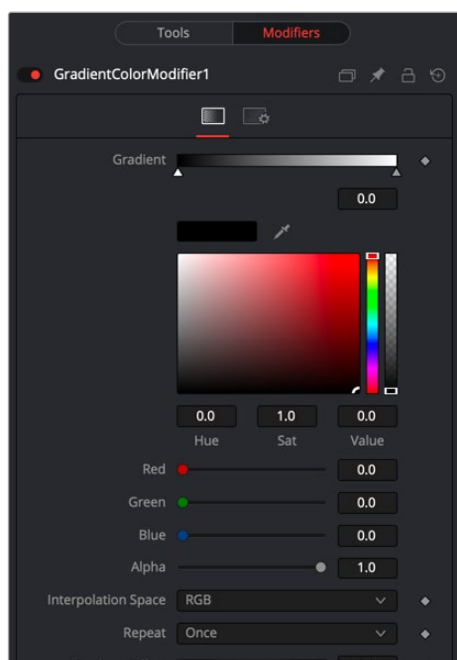 Tools Modifiers
GradientColorModifier1
Gradient
0.0
0.0 1.0 0.0
Hue Sat Value
Red 0.0
Green 0.0
Blue 0.0
Alpha 1.0
Interpolation Space RGB
Repeat Once